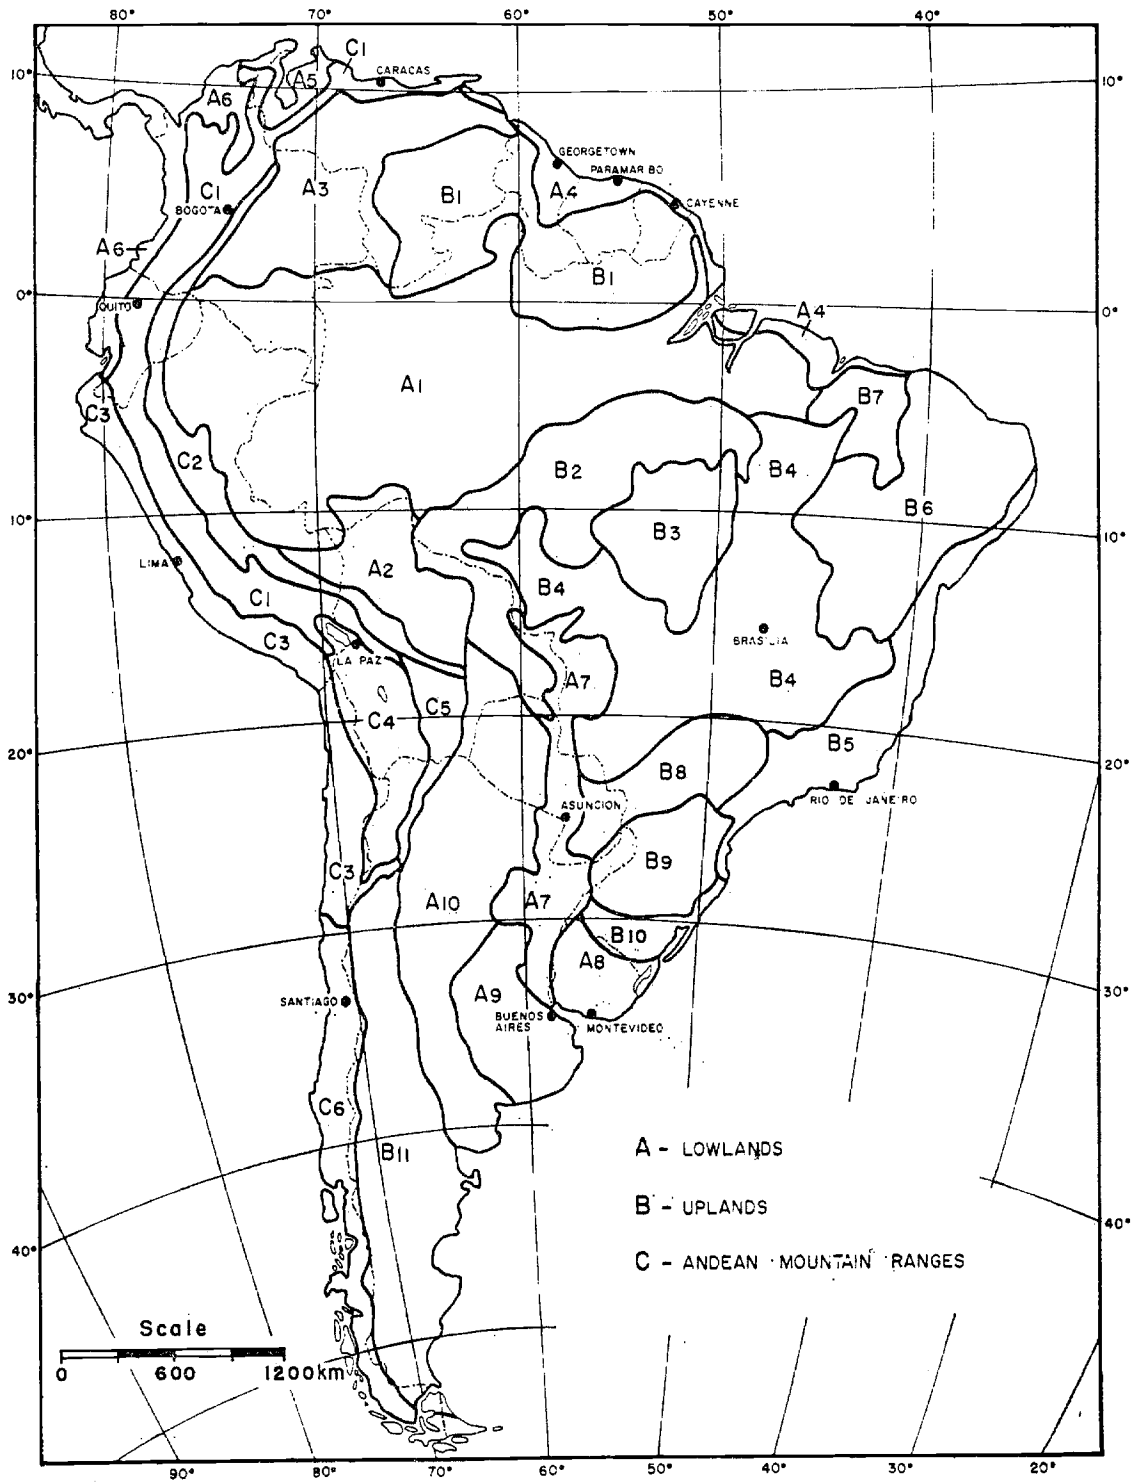 80° 70° 60° 50° 40°
C1
CARACAS
10° A5 10°
A6
GEORGETOWN
PARAMARBO
A3 B1 A4
C1
BOGOTA CAYENNE
A6
B1
0° QUITO 0°
A4
A1
B7
C3
C2 B2 B4
B6
10° B3 10°
LIMA A2 B4
C1
BRASILIA
C3
LA PAZ
A7 B4
C4 C5
20° B5 20°
B8
ASUNCION RIO DE JANEIRO
B9
C3
A10 A7
B10
A8
A9
30° SANTIAGO 30°
BUENOS
AIRES
MONTEVIDEO
C6
B11
A - LOWLANDS
B - UPLANDS
40° 40°
C - ANDEAN MOUNTAIN RANGES
Scale
0 600 1200km
90° 80° 70° 60° 50° 40° 30° 20°